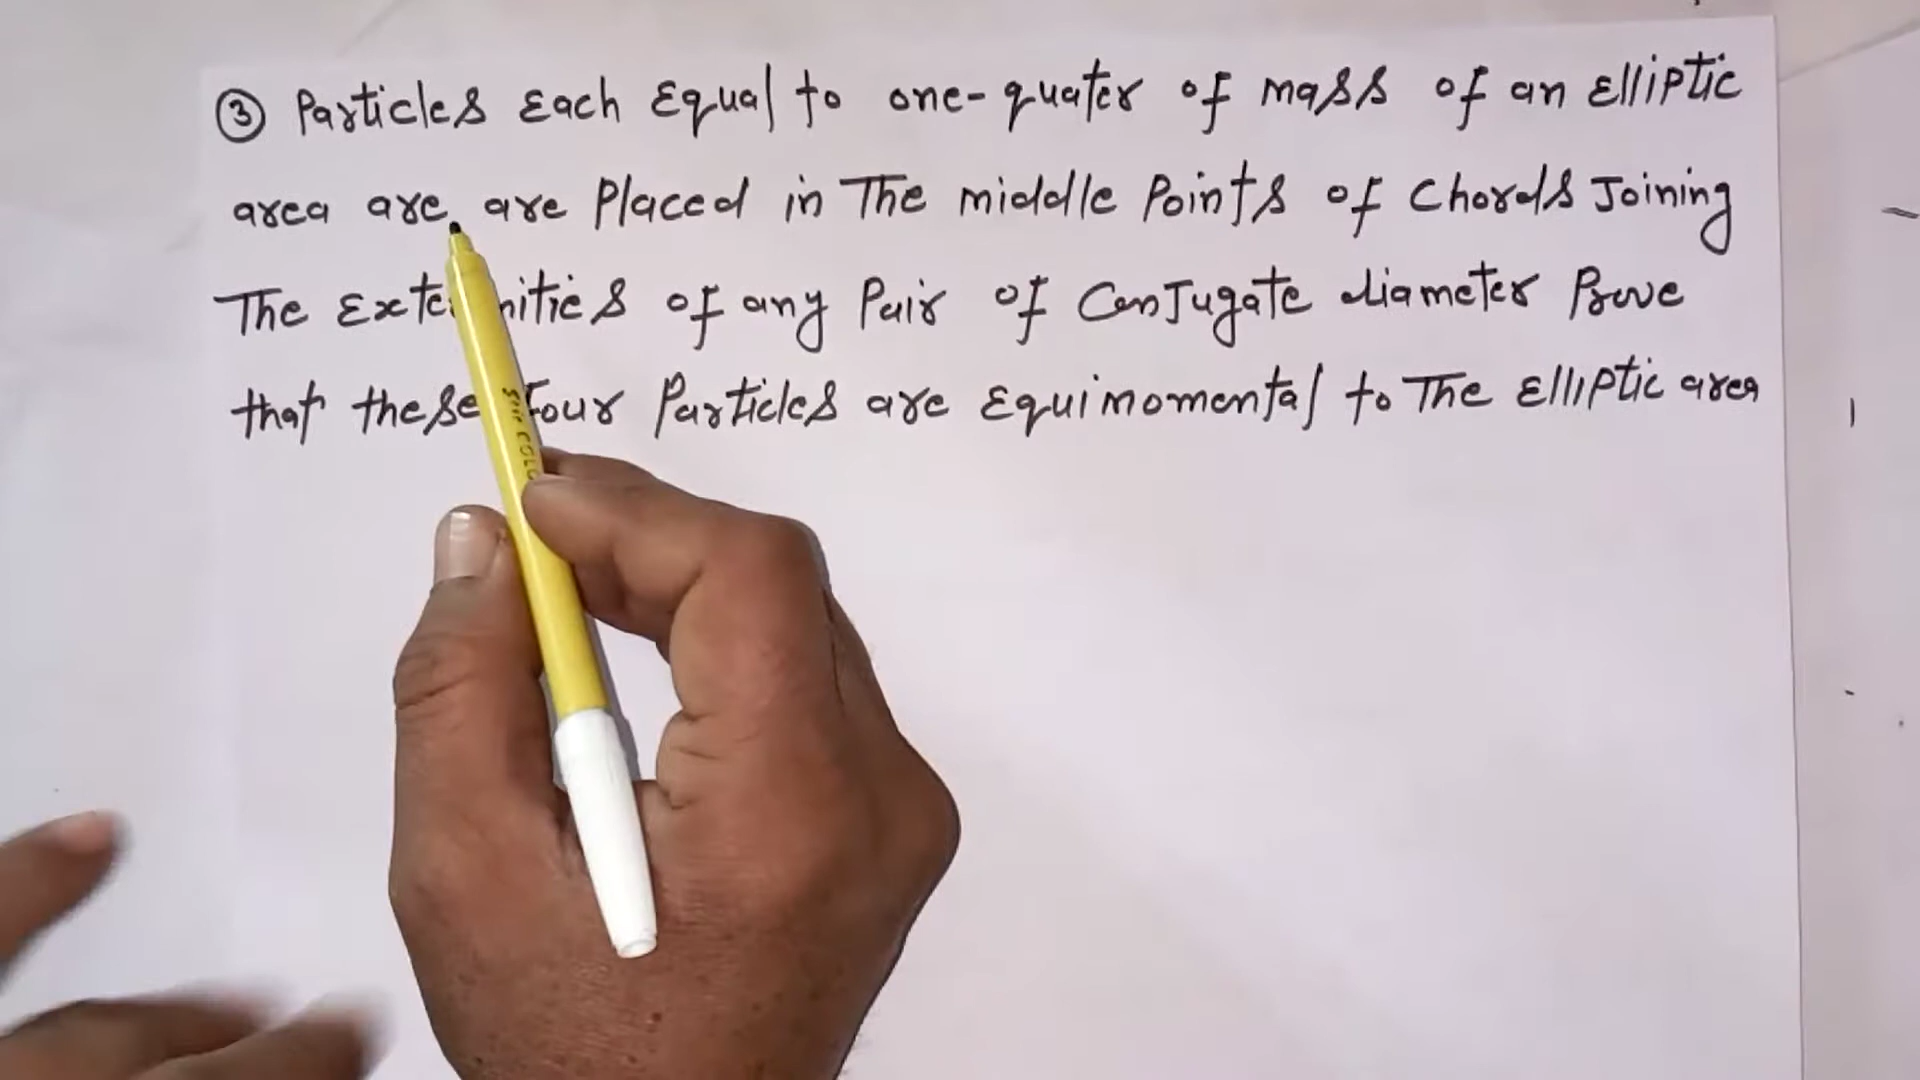 ③ Particles Each Equal to one-quater of mass of an Elliptic
area are are Placed in The middle Points of Chords Joining
The of any Pair of Conjugate diameter Prove
that these Four Particles are Equimomental to The Elliptic area